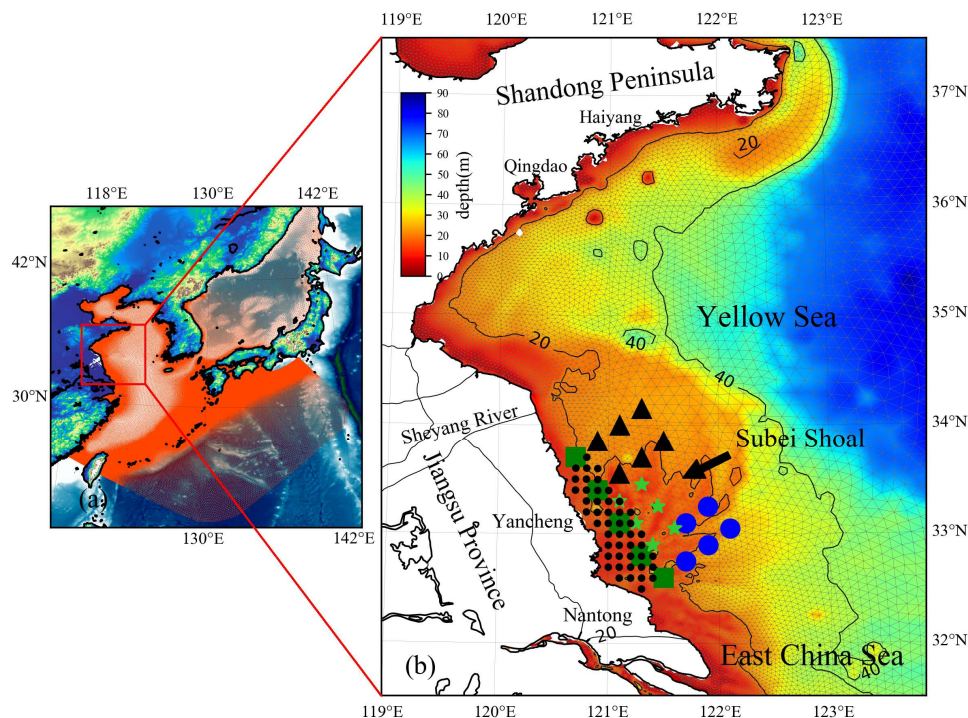 119°E 120°E 121°E 122°E 123°E
Shandong Peninsula
Haiyang
Qingdao
90
80
70
60
50
40
30
20
10
0
depth(m)
20
37°N
36°N
35°N
34°N
33°N
32°N
118°E 130°E 142°E
42°N
30°N
(a)
130°E 142°E
Yellow Sea
20
40
40
Sheyang River
Subei Shoal
Jiangsu Province
Yancheng
Nantong
20
East China Sea
40
(b)
119°E 120°E 121°E 122°E 123°E